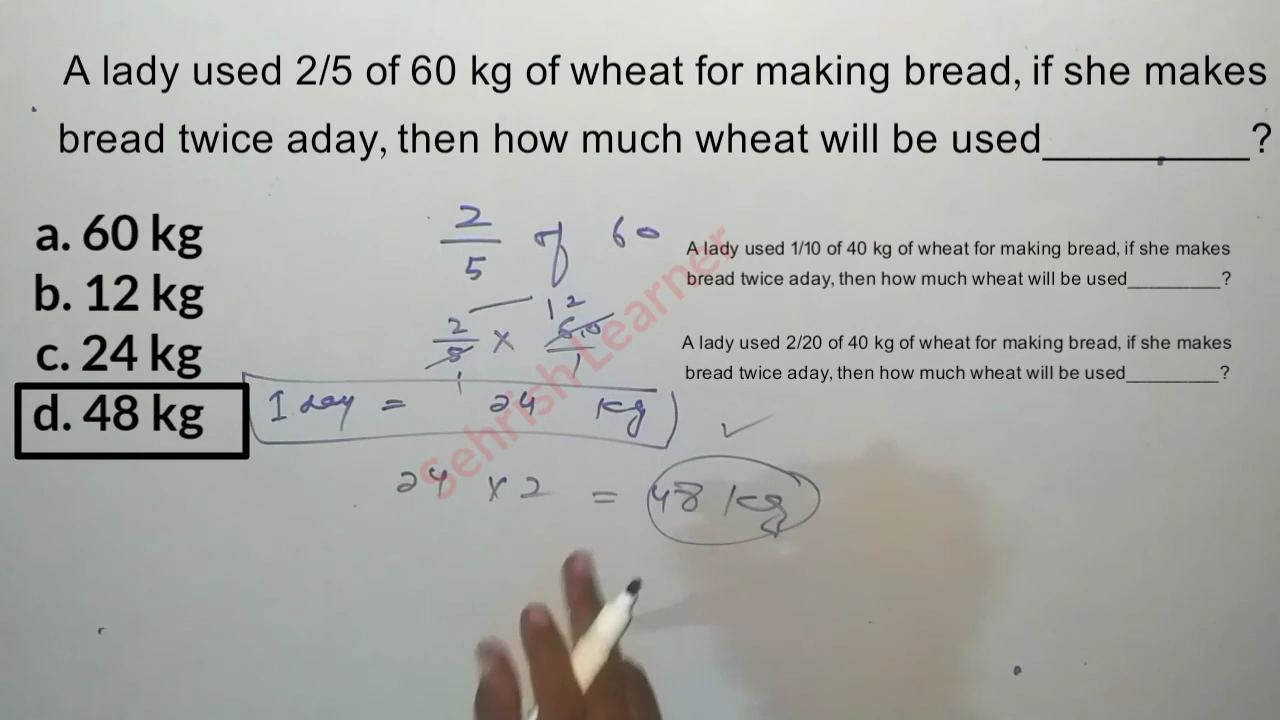 A lady used 2/5 of 60 kg of wheat for making bread, if she makes
bread twice aday, then how much wheat will be used_________?
a. 60 kg
b. 12 kg
c. 24 kg
d. 48 kg
2/5 of 60
12
2/5 × 60/1
1 1
1 day = 24 kg
24 × 2 = 48 kg
A lady used 1/10 of 40 kg of wheat for making bread, if she makes
bread twice aday, then how much wheat will be used_________?
A lady used 2/20 of 40 kg of wheat for making bread, if she makes
bread twice aday, then how much wheat will be used_________?
Sehrish Learner